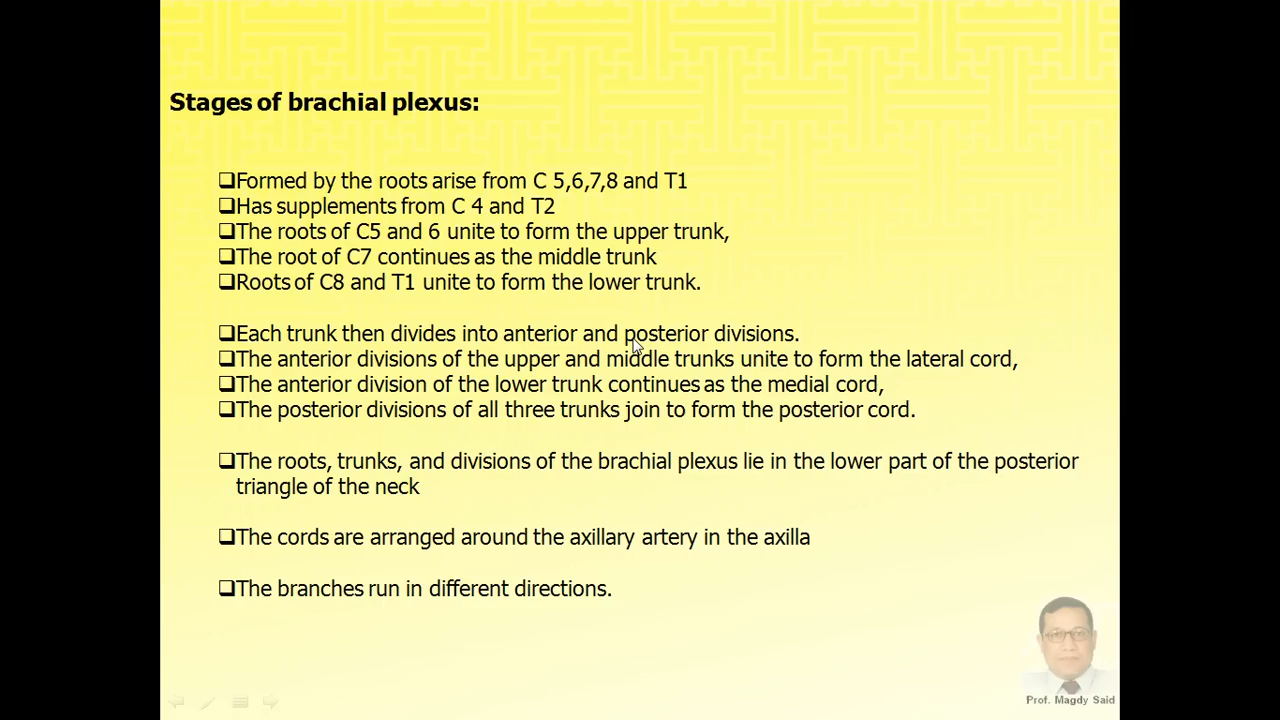 Stages of brachial plexus:
❑Formed by the roots arise from C 5,6,7,8 and T1
❑Has supplements from C 4 and T2
❑The roots of C5 and 6 unite to form the upper trunk,
❑The root of C7 continues as the middle trunk
❑Roots of C8 and T1 unite to form the lower trunk.
❑Each trunk then divides into anterior and posterior divisions.
❑The anterior divisions of the upper and middle trunks unite to form the lateral cord,
❑The anterior division of the lower trunk continues as the medial cord,
❑The posterior divisions of all three trunks join to form the posterior cord.
❑The roots, trunks, and divisions of the brachial plexus lie in the lower part of the posterior
triangle of the neck
❑The cords are arranged around the axillary artery in the axilla
❑The branches run in different directions.
Prof. Magdy Said